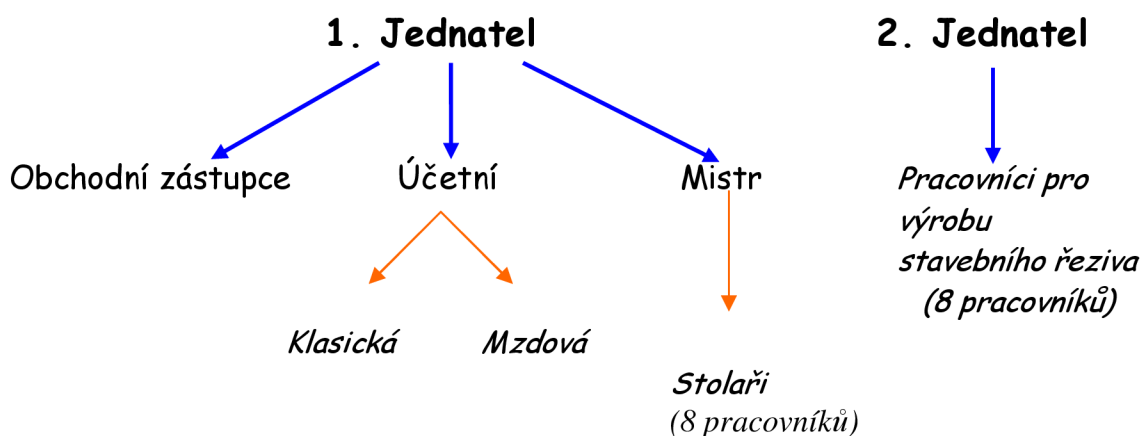 1. Jednatel
2. Jednatel
Obchodní zástupce
Účetní
Mistr
Pracovníci pro
výrobu
stavebního řeziva
(8 pracovníků)
Klasická
Mzdová
Stolaři
(8 pracovníků)